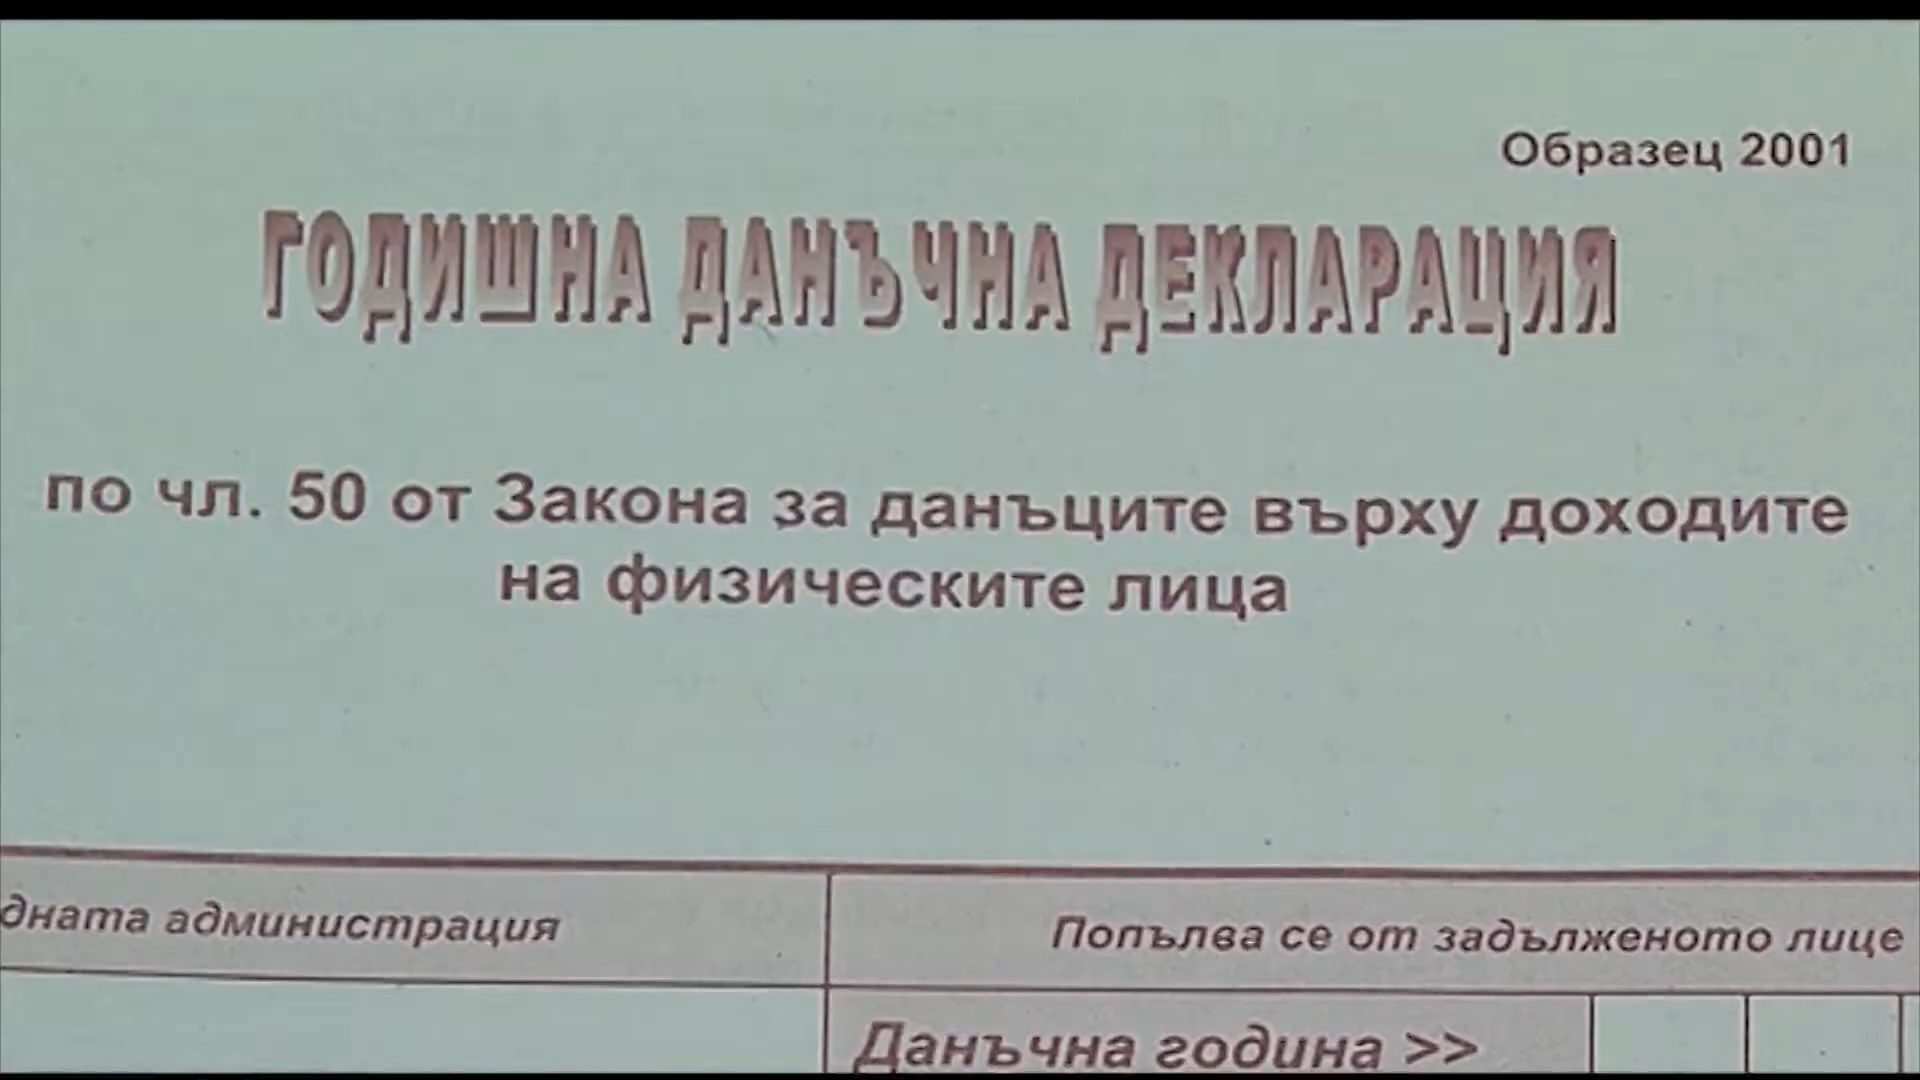 Образец 2001
ГОДИШНА ДАНЪЧНА ДЕКЛАРАЦИЯ
по чл. 50 от Закона за данъците върху доходите
на физическите лица
дната администрация
Попълва се от задълженото лице
Данъчна година >>